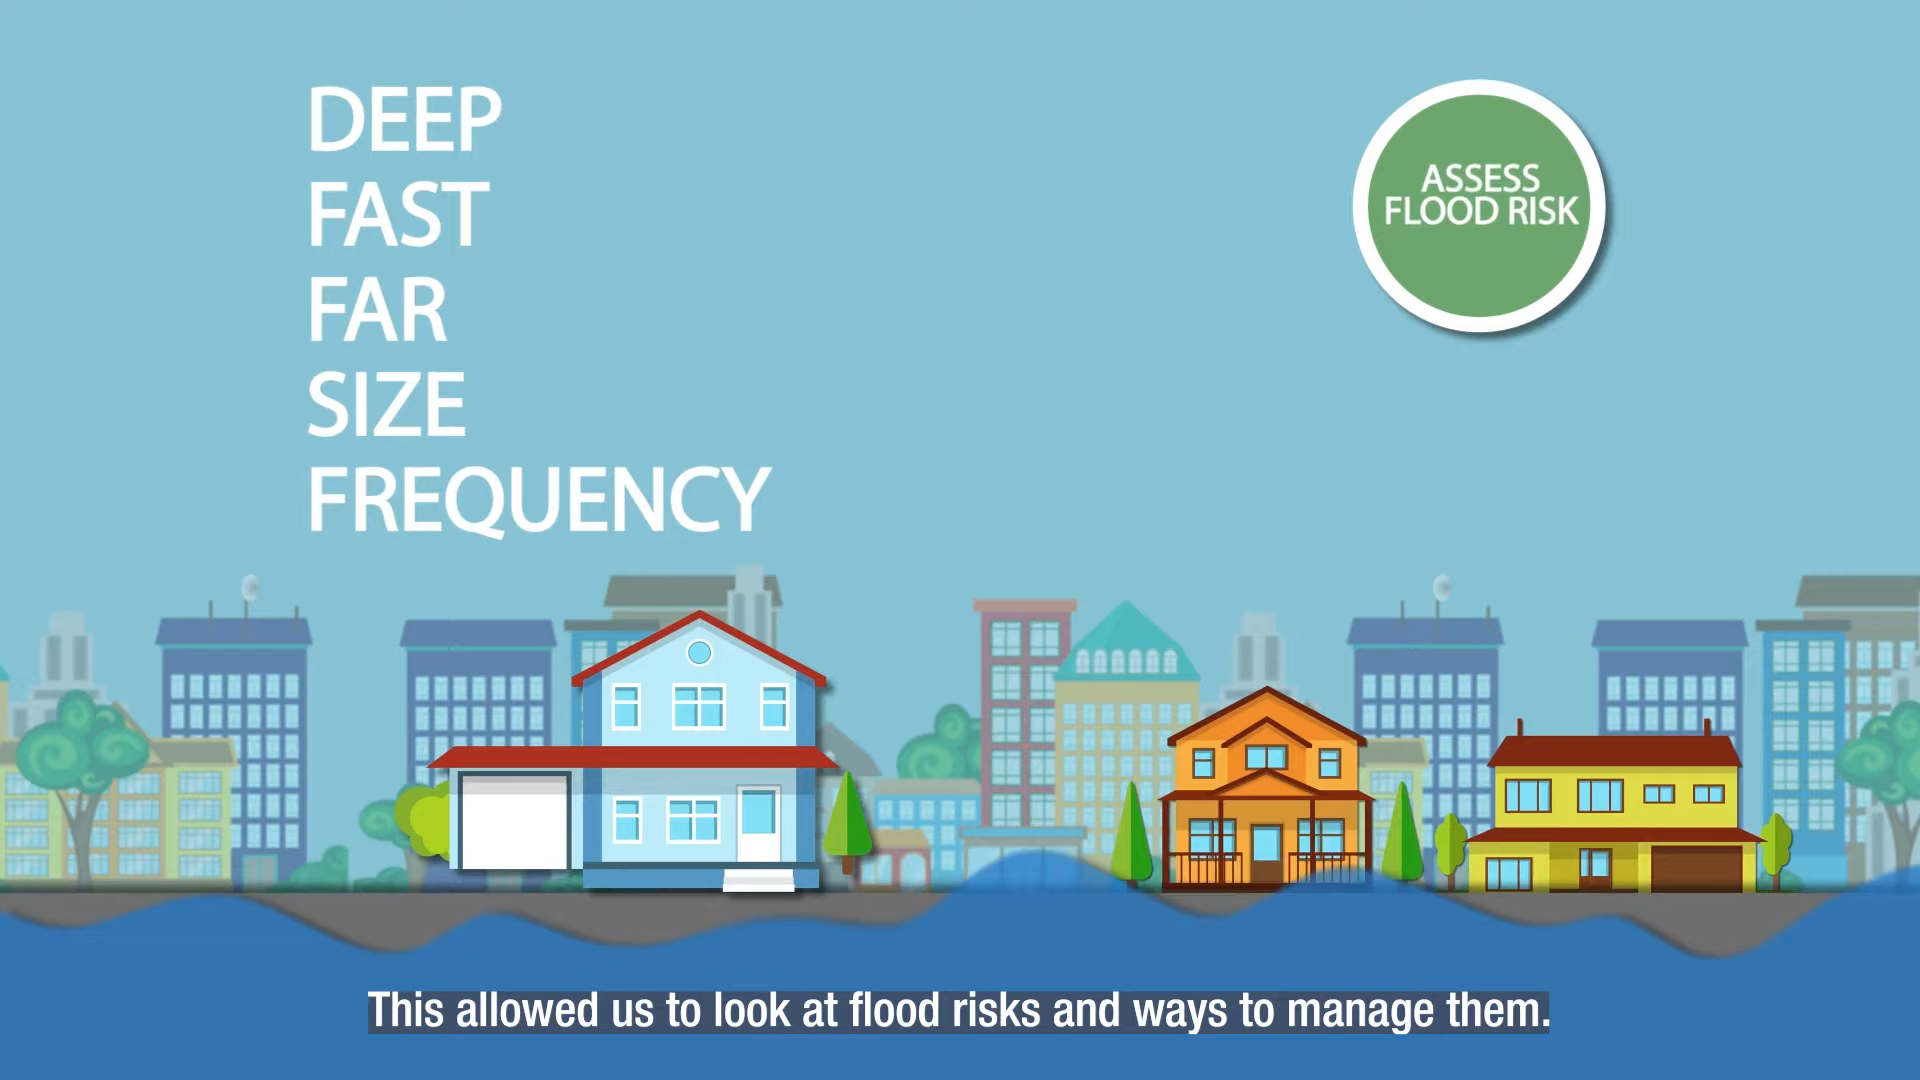 DEEP
FAST
FAR
SIZE
FREQUENCY
ASSESS
FLOOD RISK
This allowed us to look at flood risks and ways to manage them.